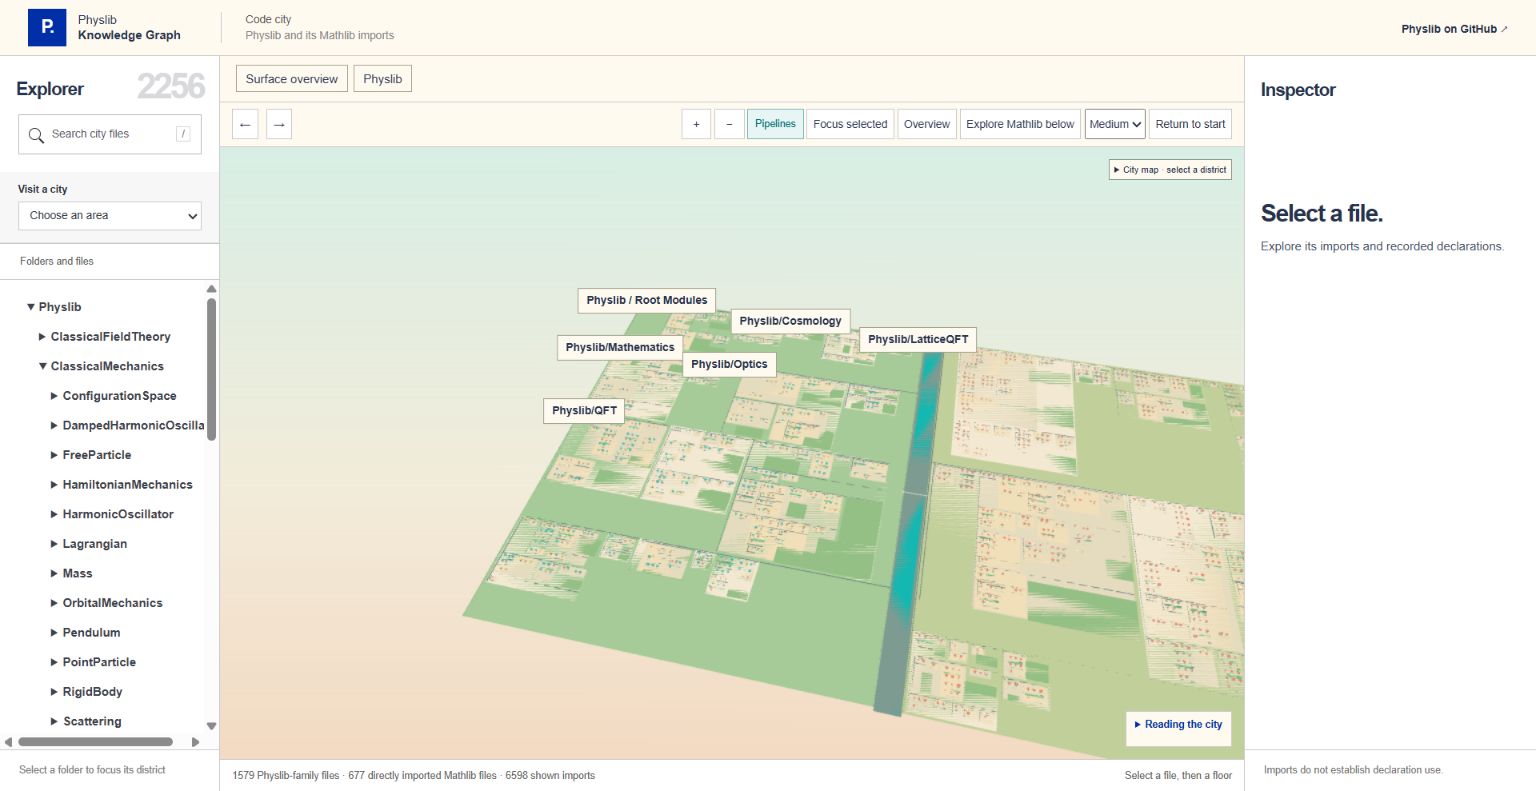 P.
Physlib
Knowledge Graph
Code city
Physlib and its Mathlib imports
Physlib on GitHub ↗
Explorer
2256
Search city files
/
Visit a city
Choose an area
Folders and files
▼ Physlib
▶ ClassicalFieldTheory
▼ ClassicalMechanics
▶ ConfigurationSpace
▶ DampedHarmonicOscilla
▶ FreeParticle
▶ HamiltonianMechanics
▶ HarmonicOscillator
▶ Lagrangian
▶ Mass
▶ OrbitalMechanics
▶ Pendulum
▶ PointParticle
▶ RigidBody
▶ Scattering
Select a folder to focus its district
Surface overview
Physlib
← →
+ − Pipelines Focus selected Overview Explore Mathlib below Medium Return to start
▶ City map · select a district
Physlib / Root Modules
Physlib/Cosmology
Physlib/LatticeQFT
Physlib/Mathematics
Physlib/Optics
Physlib/QFT
▶ Reading the city
1579 Physlib-family files · 677 directly imported Mathlib files · 6598 shown imports
Select a file, then a floor
Inspector
Select a file.
Explore its imports and recorded declarations.
Imports do not establish declaration use.